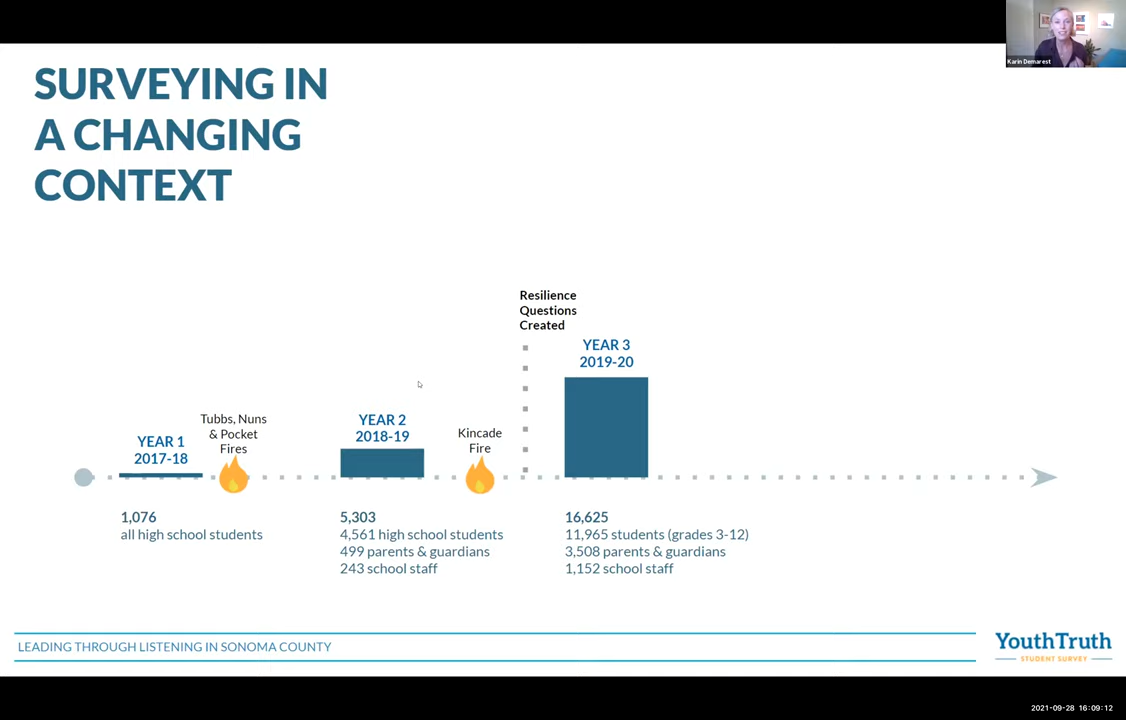 Karin Demarest
SURVEYING IN
A CHANGING
CONTEXT
Resilience
Questions
Created
YEAR 1
2017-18
Tubbs, Nuns
& Pocket
Fires
YEAR 2
2018-19
Kincade
Fire
YEAR 3
2019-20
1,076
all high school students
5,303
4,561 high school students
499 parents & guardians
243 school staff
16,625
11,965 students (grades 3-12)
3,508 parents & guardians
1,152 school staff
LEADING THROUGH LISTENING IN SONOMA COUNTY
YouthTruth
STUDENT SURVEY
2021-09-28 16:09:12